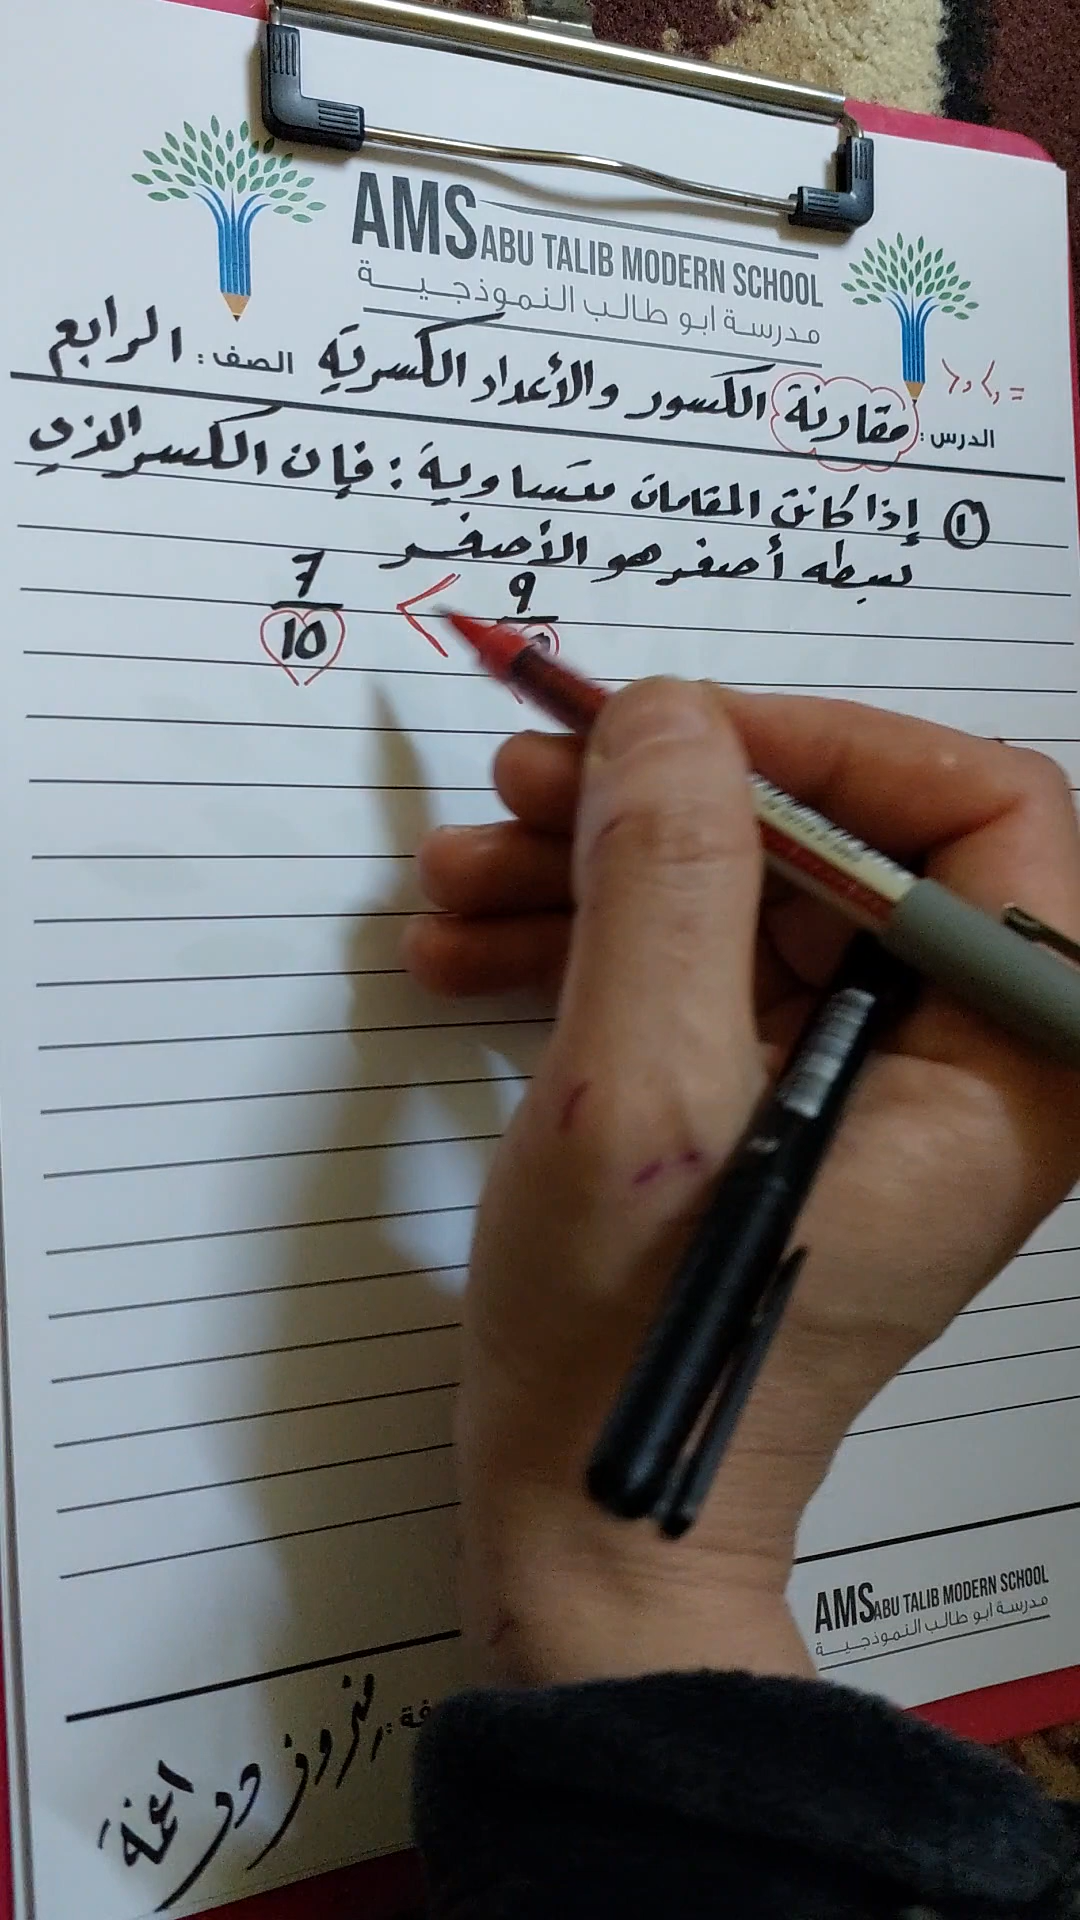 AMS ABU TALIB MODERN SCHOOL
مدرسة ابو طالب النموذجية
= ,< ,>
الدرس: مقارنة الكسور والأعداد الكسرية الصف: الرابع
① إذا كانت المقامات متساوية: فإن الكسر الذي
بسطه أصغر هو الأصغر
7/10 < 9/
AMS ABU TALIB MODERN SCHOOL
مدرسة ابو طالب النموذجية